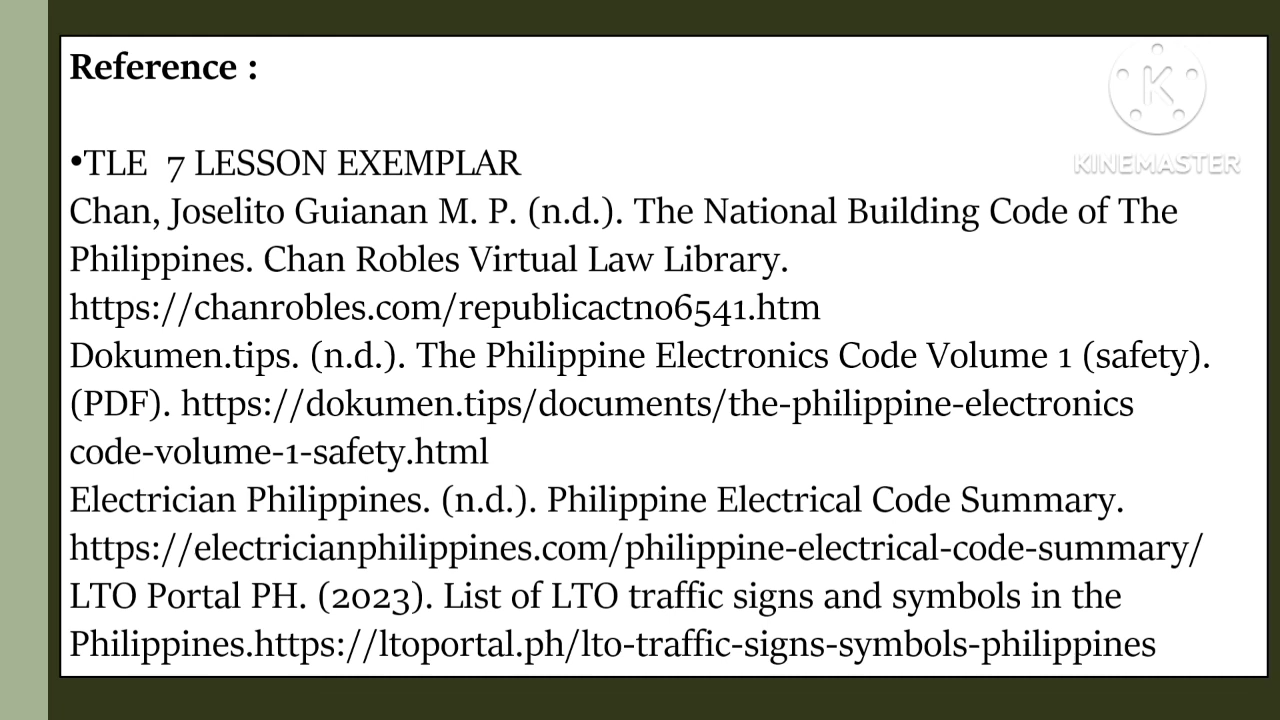 Reference :
K
KINEMASTER
•TLE  7 LESSON EXEMPLAR
Chan, Joselito Guianan M. P. (n.d.). The National Building Code of The
Philippines. Chan Robles Virtual Law Library.
https://chanrobles.com/republicactno6541.htm
Dokumen.tips. (n.d.). The Philippine Electronics Code Volume 1 (safety).
(PDF). https://dokumen.tips/documents/the-philippine-electronics
code-volume-1-safety.html
Electrician Philippines. (n.d.). Philippine Electrical Code Summary.
https://electricianphilippines.com/philippine-electrical-code-summary/
LTO Portal PH. (2023). List of LTO traffic signs and symbols in the
Philippines.https://ltoportal.ph/lto-traffic-signs-symbols-philippines